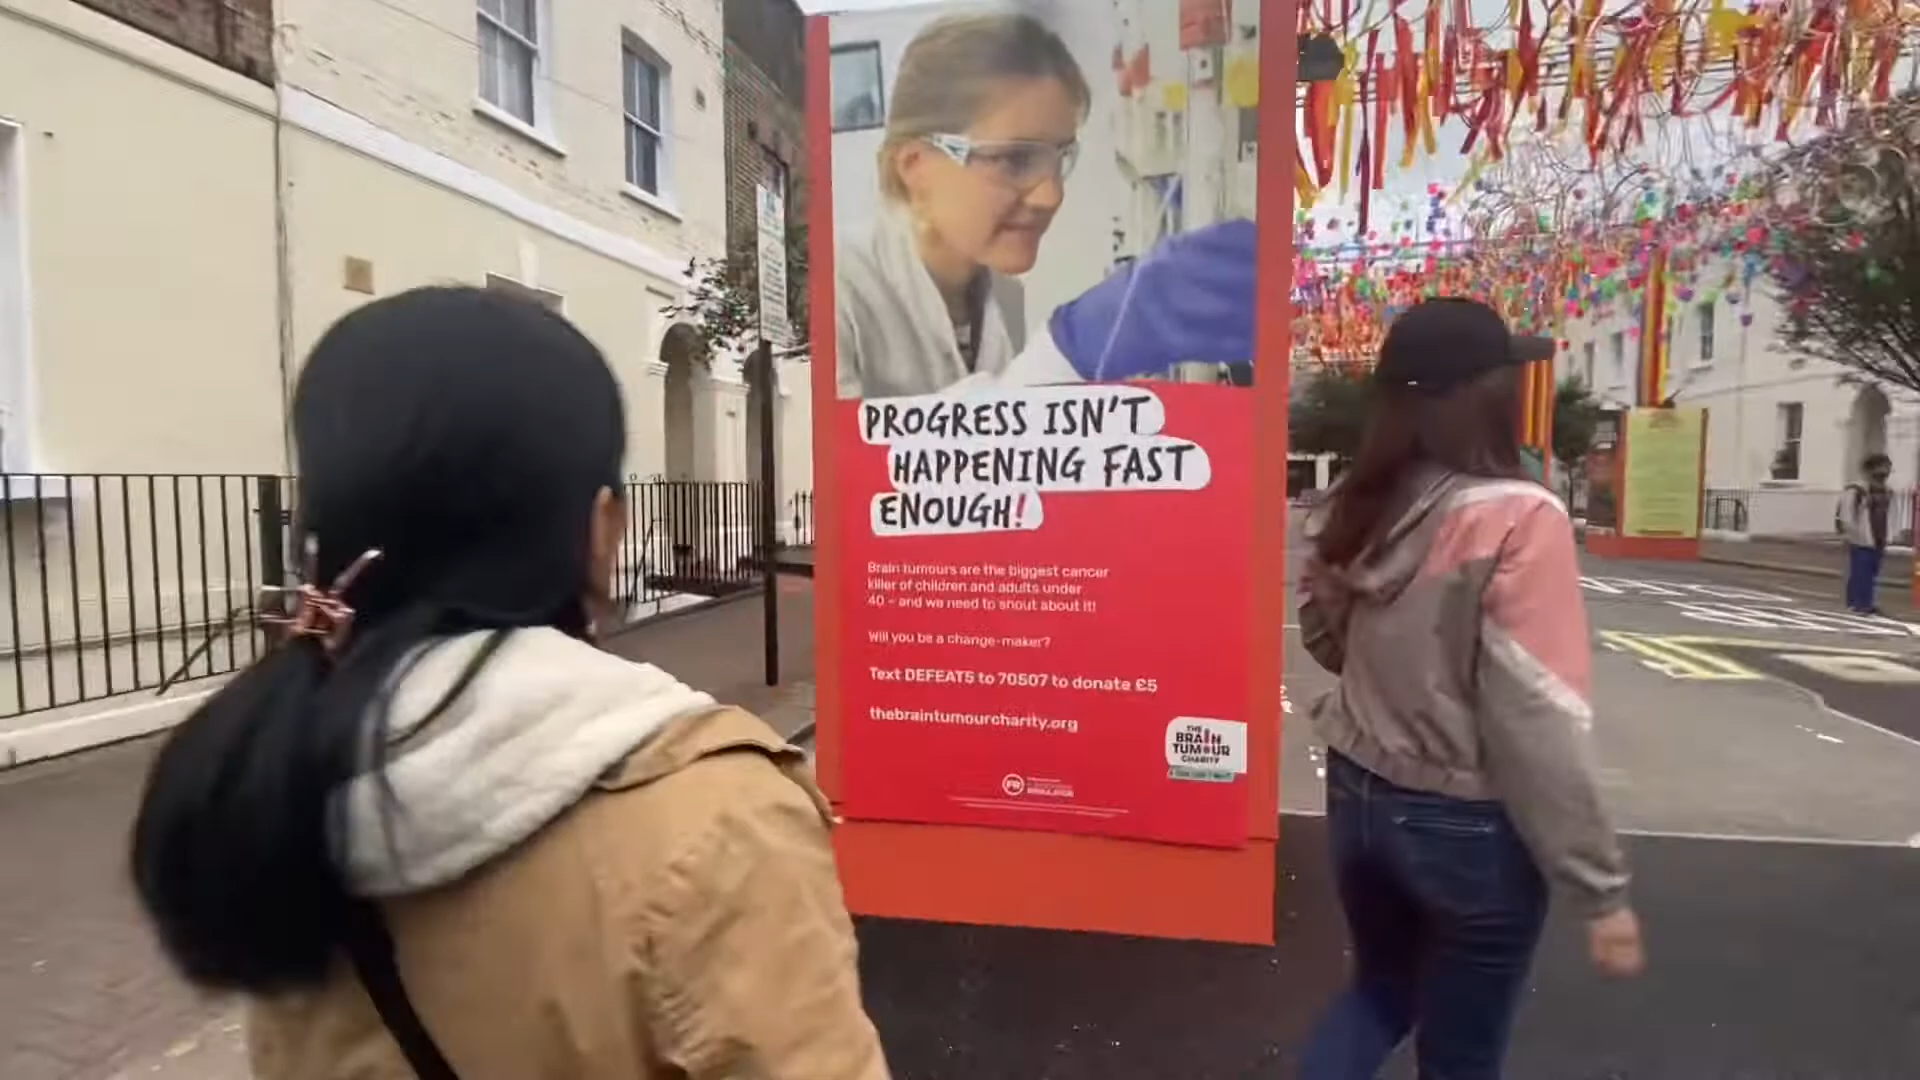 PROGRESS ISN'T
HAPPENING FAST
ENOUGH!
Brain tumours are the biggest cancer
killer of children and adults under
40 – and we need to shout about it!
Will you be a change-maker?
Text DEFEAT5 to 70507 to donate £5
thebraintumourcharity.org
THE
BRAIN
TUMOUR
CHARITY
FR